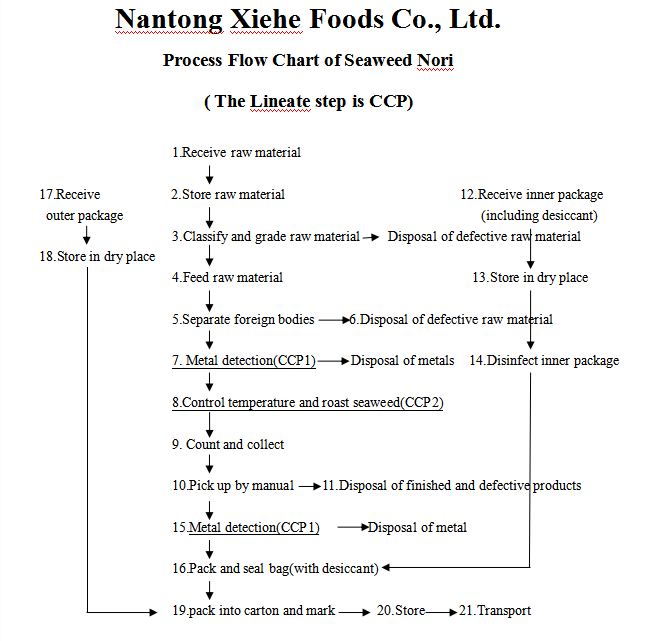 Nantong Xiehe Foods Co., Ltd.
Process Flow Chart of Seaweed Nori
( The Lineate step is CCP)
1.Receive raw material
17.Receive
outer package
2.Store raw material
12.Receive inner package
(including desiccant)
3.Classify and grade raw material
Disposal of defective raw material
18.Store in dry place
4.Feed raw material
13.Store in dry place
5.Separate foreign bodies
6.Disposal of defective raw material
7. Metal detection(CCP1)
Disposal of metals
14.Disinfect inner package
8.Control temperature and roast seaweed(CCP2)
9. Count and collect
10.Pick up by manual
11.Disposal of finished and defective products
15.Metal detection(CCP1)
Disposal of metal
16.Pack and seal bag(with desiccant)
19.pack into carton and mark
20.Store
21.Transport